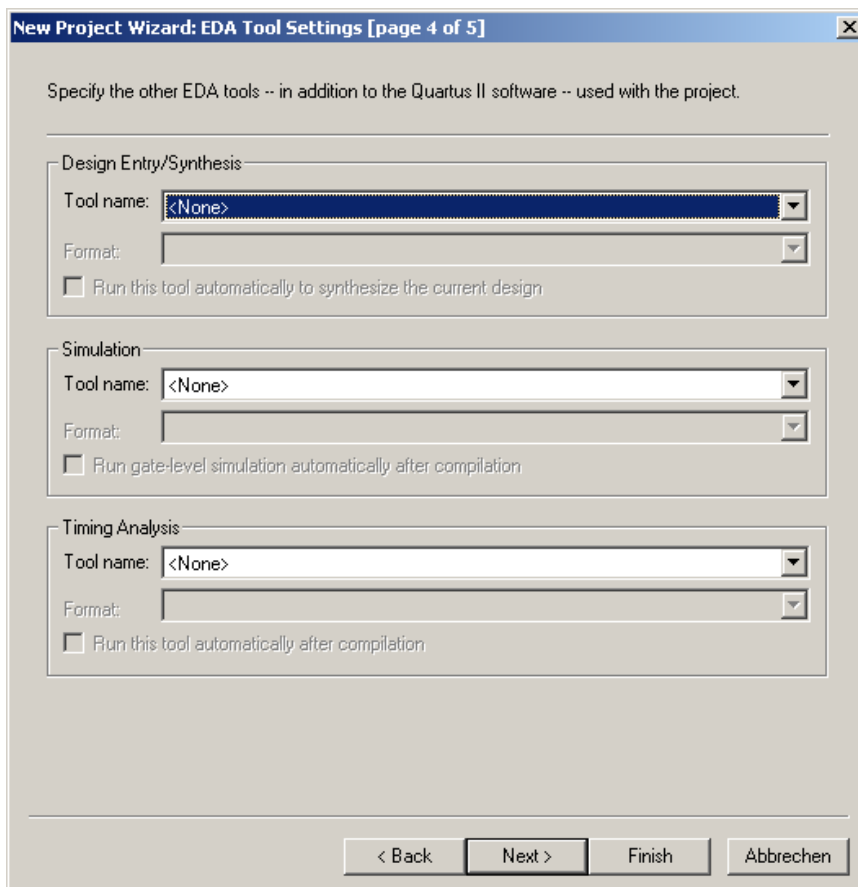 New Project Wizard: EDA Tool Settings [page 4 of 5]
Specify the other EDA tools -- in addition to the Quartus II software -- used with the project.
Design Entry/Synthesis
Tool name: <None>
Format:
Run this tool automatically to synthesize the current design
Simulation
Tool name: <None>
Format:
Run gate-level simulation automatically after compilation
Timing Analysis
Tool name: <None>
Format:
Run this tool automatically after compilation
< Back Next > Finish Abbrechen